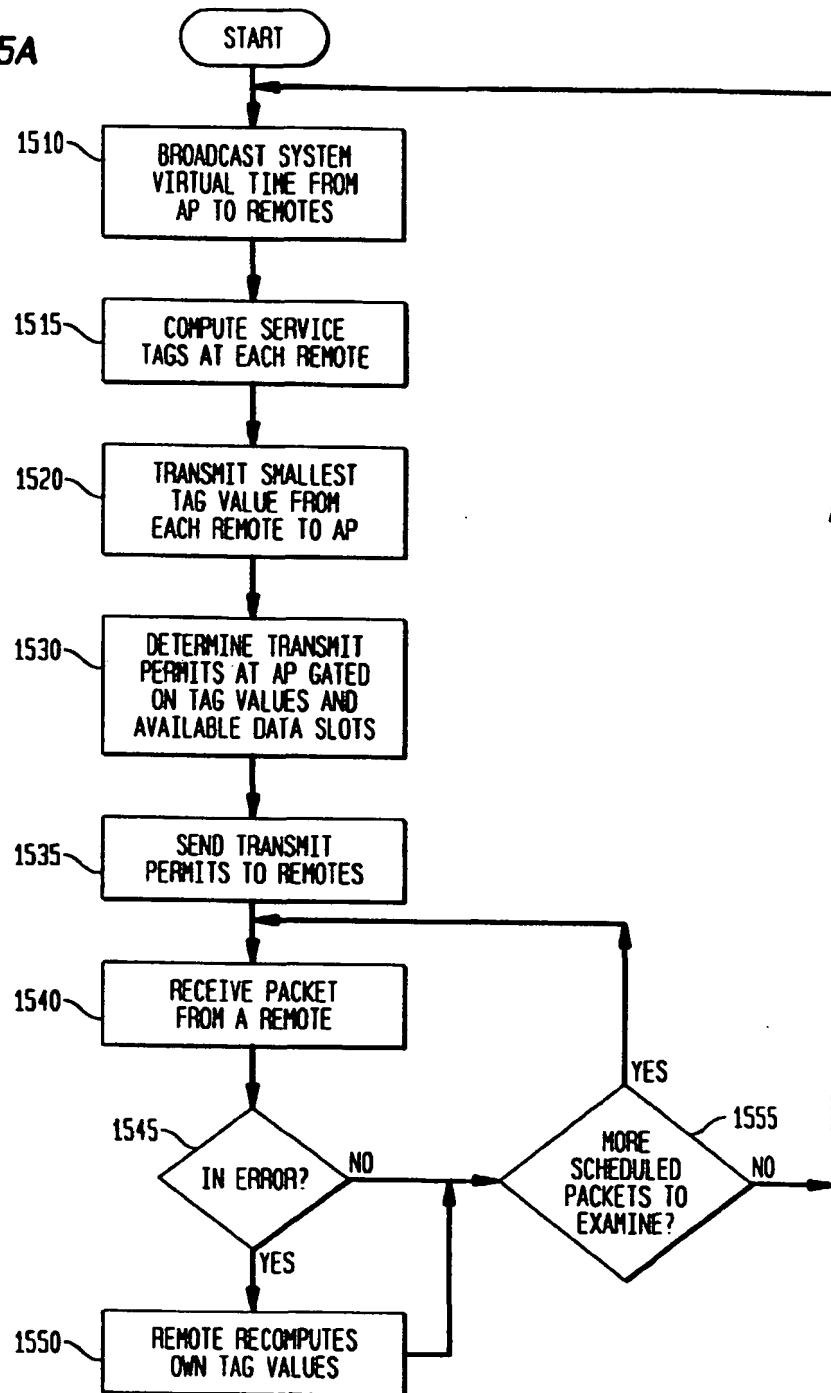 5A
START
1510
BROADCAST SYSTEM
VIRTUAL TIME FROM
AP TO REMOTES
1515
COMPUTE SERVICE
TAGS AT EACH REMOTE
1520
TRANSMIT SMALLEST
TAG VALUE FROM
EACH REMOTE TO AP
1530
DETERMINE TRANSMIT
PERMITS AT AP GATED
ON TAG VALUES AND
AVAILABLE DATA SLOTS
1535
SEND TRANSMIT
PERMITS TO REMOTES
1540
RECEIVE PACKET
FROM A REMOTE
1545
IN ERROR?
NO
YES
1550
REMOTE RECOMPUTES
OWN TAG VALUES
YES
1555
MORE
SCHEDULED
PACKETS TO
EXAMINE?
NO